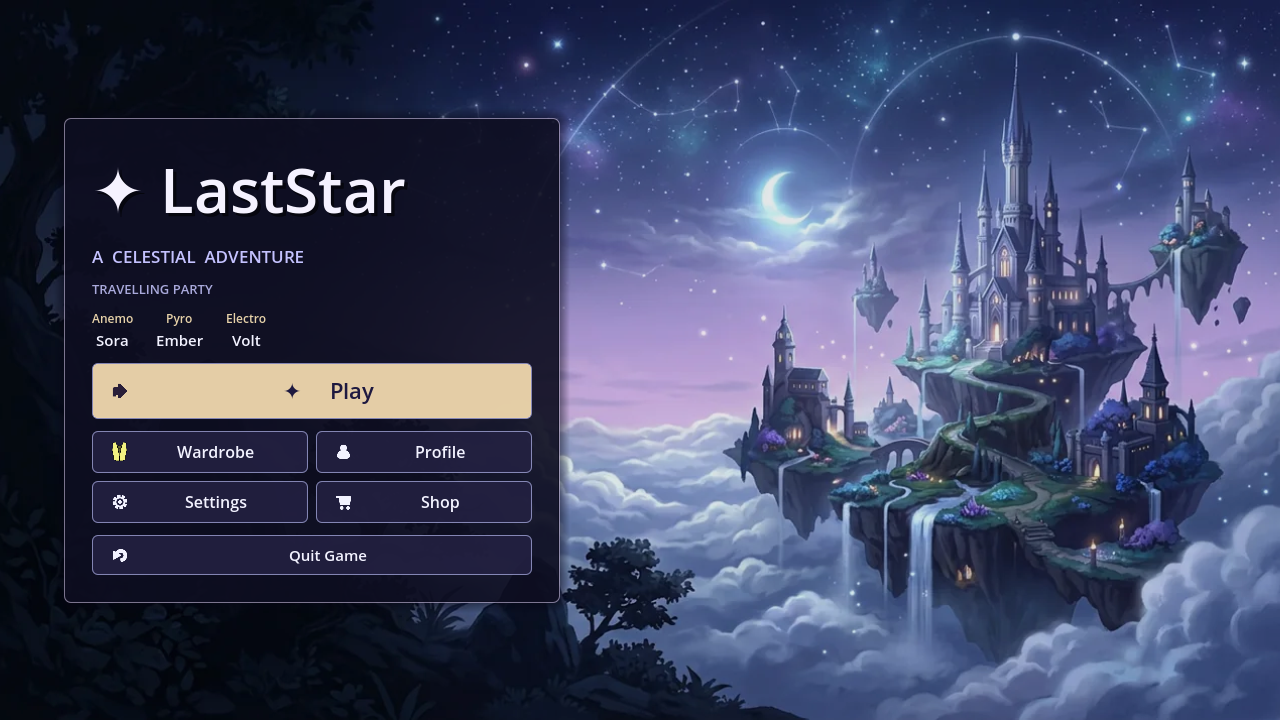 ✦ LastStar
A CELESTIAL ADVENTURE
TRAVELLING PARTY
Anemo Pyro Electro
Sora Ember Volt
✦ Play
Wardrobe Profile
Settings Shop
Quit Game